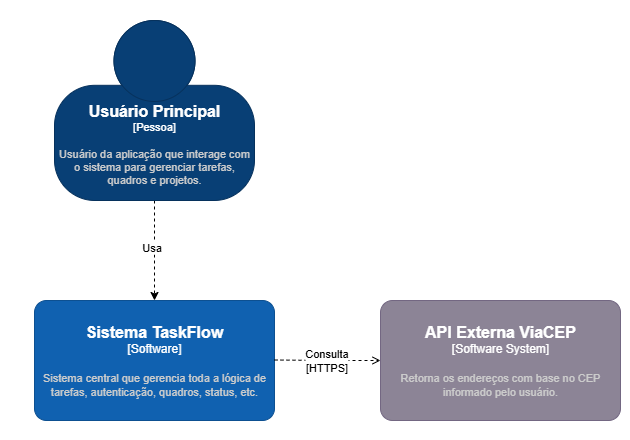 Usuário Principal
[Pessoa]
Usuário da aplicação que interage com
o sistema para gerenciar tarefas,
quadros e projetos.
Usa
Sistema TaskFlow
[Software]
Sistema central que gerencia toda a lógica de
tarefas, autenticação, quadros, status, etc.
Consulta
[HTTPS]
API Externa ViaCEP
[Software System]
Retorna os endereços com base no CEP
informado pelo usuário.